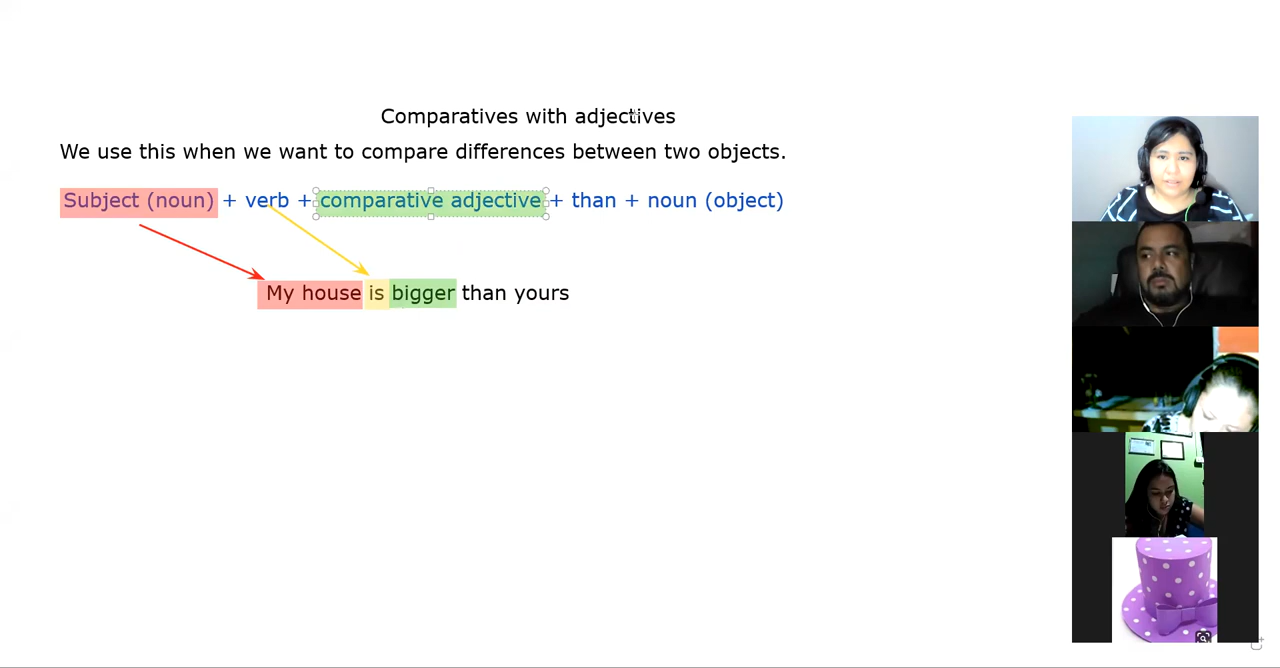 Comparatives with adjectives
We use this when we want to compare differences between two objects.
Subject (noun) + verb + comparative adjective + than + noun (object)
My house is bigger than yours